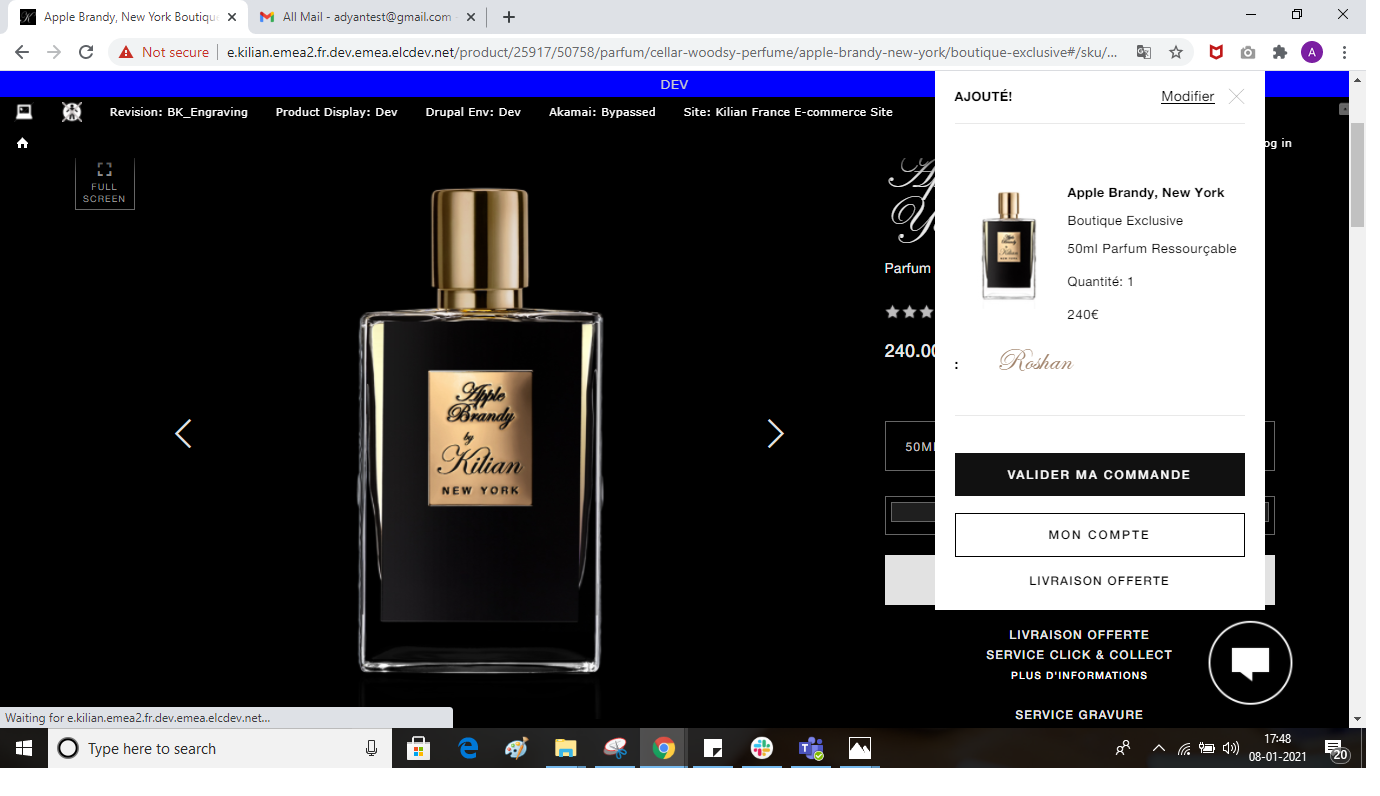 Apple Brandy, New York Boutiqu
All Mail - adyantest@gmail.com
Not secure
e.kilian.emea2.fr.dev.emea.elcdev.net/product/25917/50758/parfum/cellar-woodsy-perfume/apple-brandy-new-york/boutique-exclusive#/sku/...
A
DEV
Revision: BK_Engraving Product Display: Dev Drupal Env: Dev Akamai: Bypassed Site: Kilian France E-commerce Site
og in
FULL
SCREEN
Apple
Brandy
by
Kilian
NEW YORK
Parfum
240.00
50ML
AJOUTÉ!
Modifier
Apple Brandy, New York
Boutique Exclusive
50ml Parfum Ressourçable
Quantité: 1
240€
: Roshan
VALIDER MA COMMANDE
MON COMPTE
LIVRAISON OFFERTE
LIVRAISON OFFERTE
SERVICE CLICK & COLLECT
PLUS D'INFORMATIONS
SERVICE GRAVURE
Waiting for e.kilian.emea2.fr.dev.emea.elcdev.net...
Type here to search
17:48
08-01-2021
20